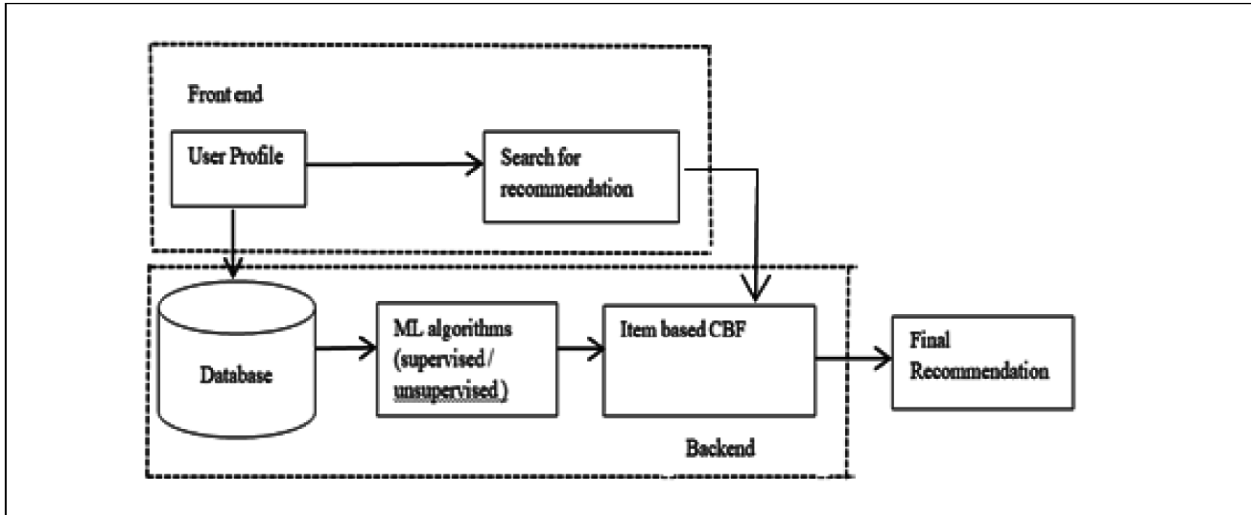 Front end
User Profile
Search for
recommendation
Database
ML algorithms
(supervised /
unsupervised )
Item based CBF
Backend
Final
Recommendation